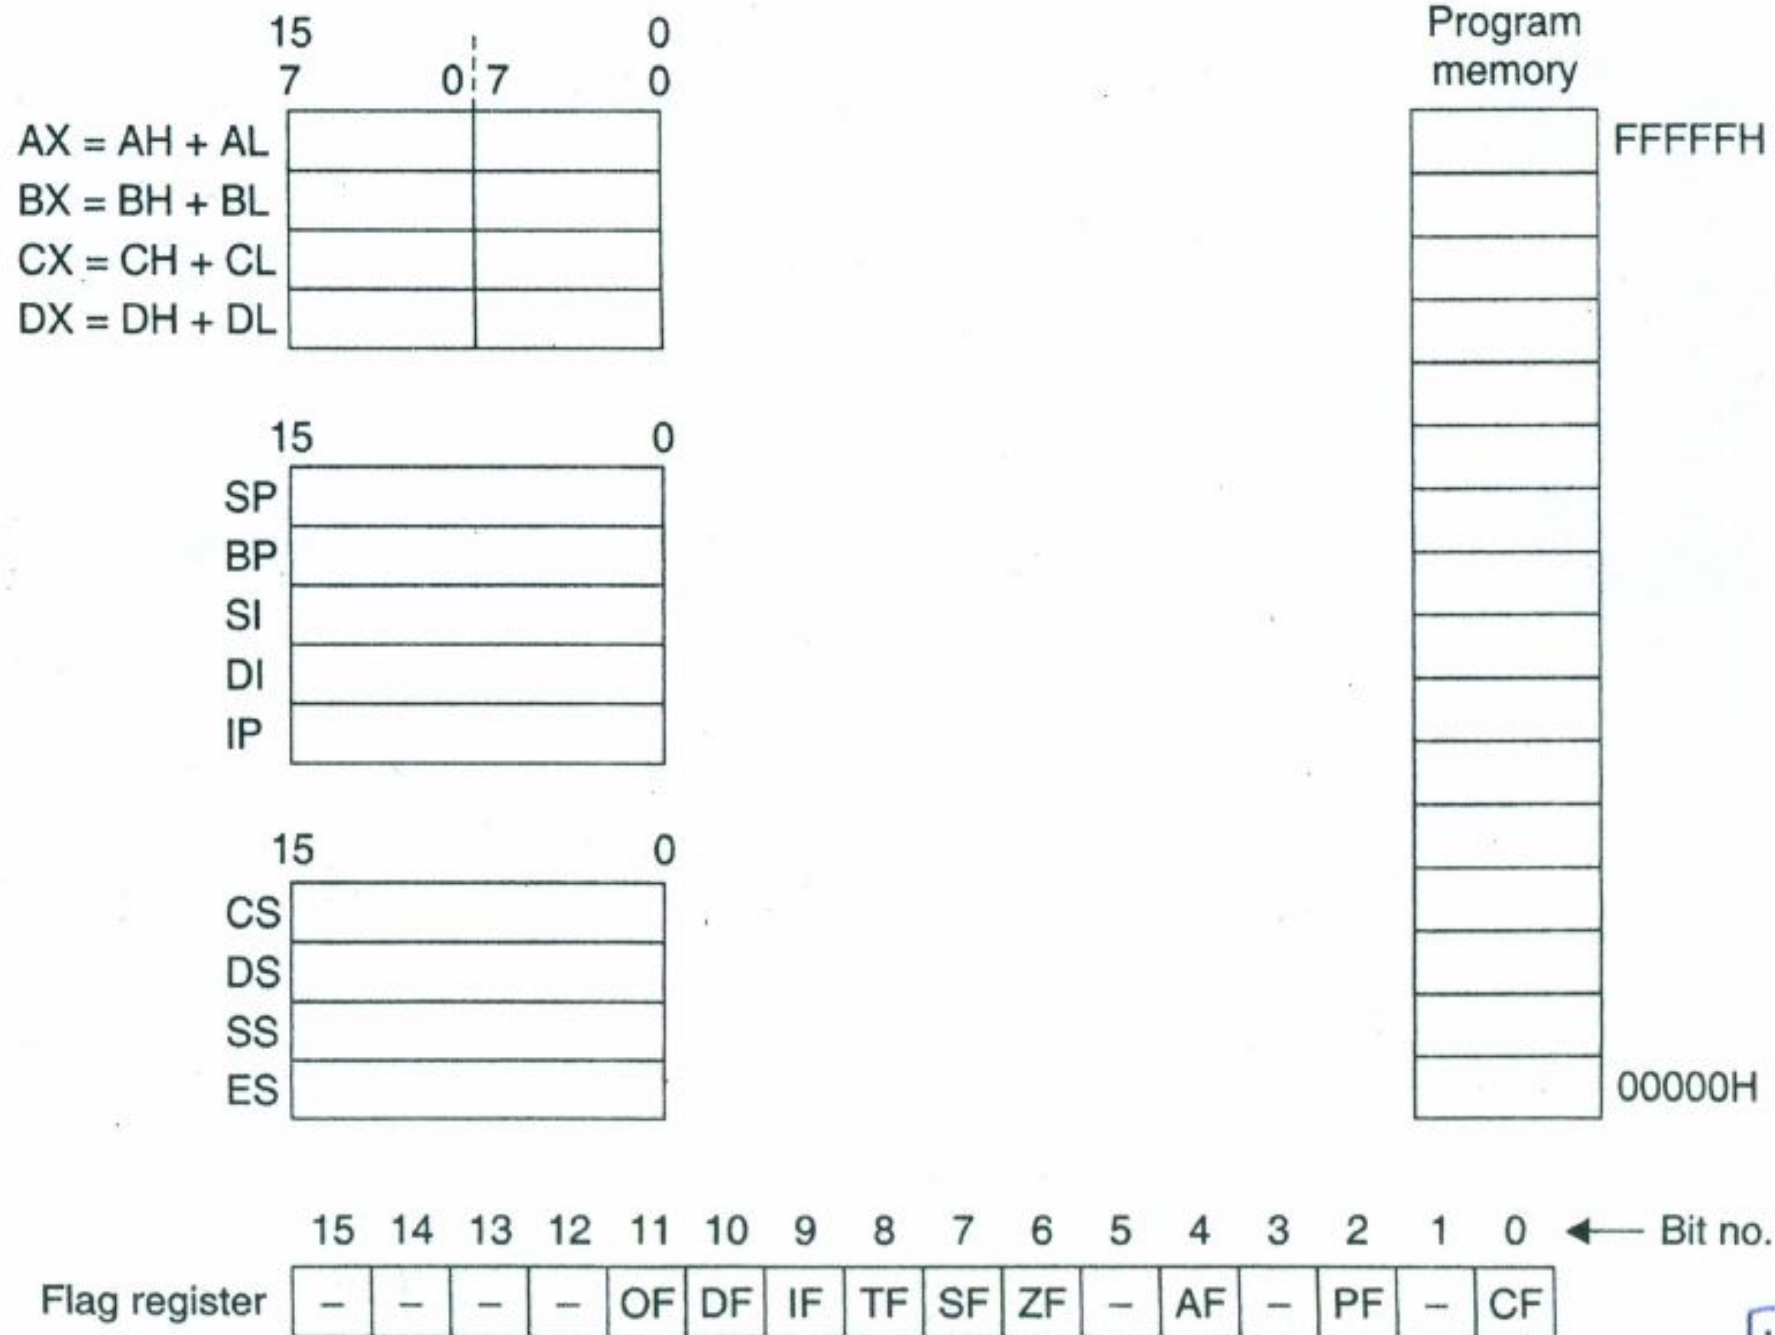 15 0
7 0 7 0
AX = AH + AL
BX = BH + BL
CX = CH + CL
DX = DH + DL
15 0
SP
BP
SI
DI
IP
15 0
CS
DS
SS
ES
Program
memory
FFFFFH
00000H
15 14 13 12 11 10 9 8 7 6 5 4 3 2 1 0 ← Bit no.
Flag register – – – – OF DF IF TF SF ZF – AF – PF – CF